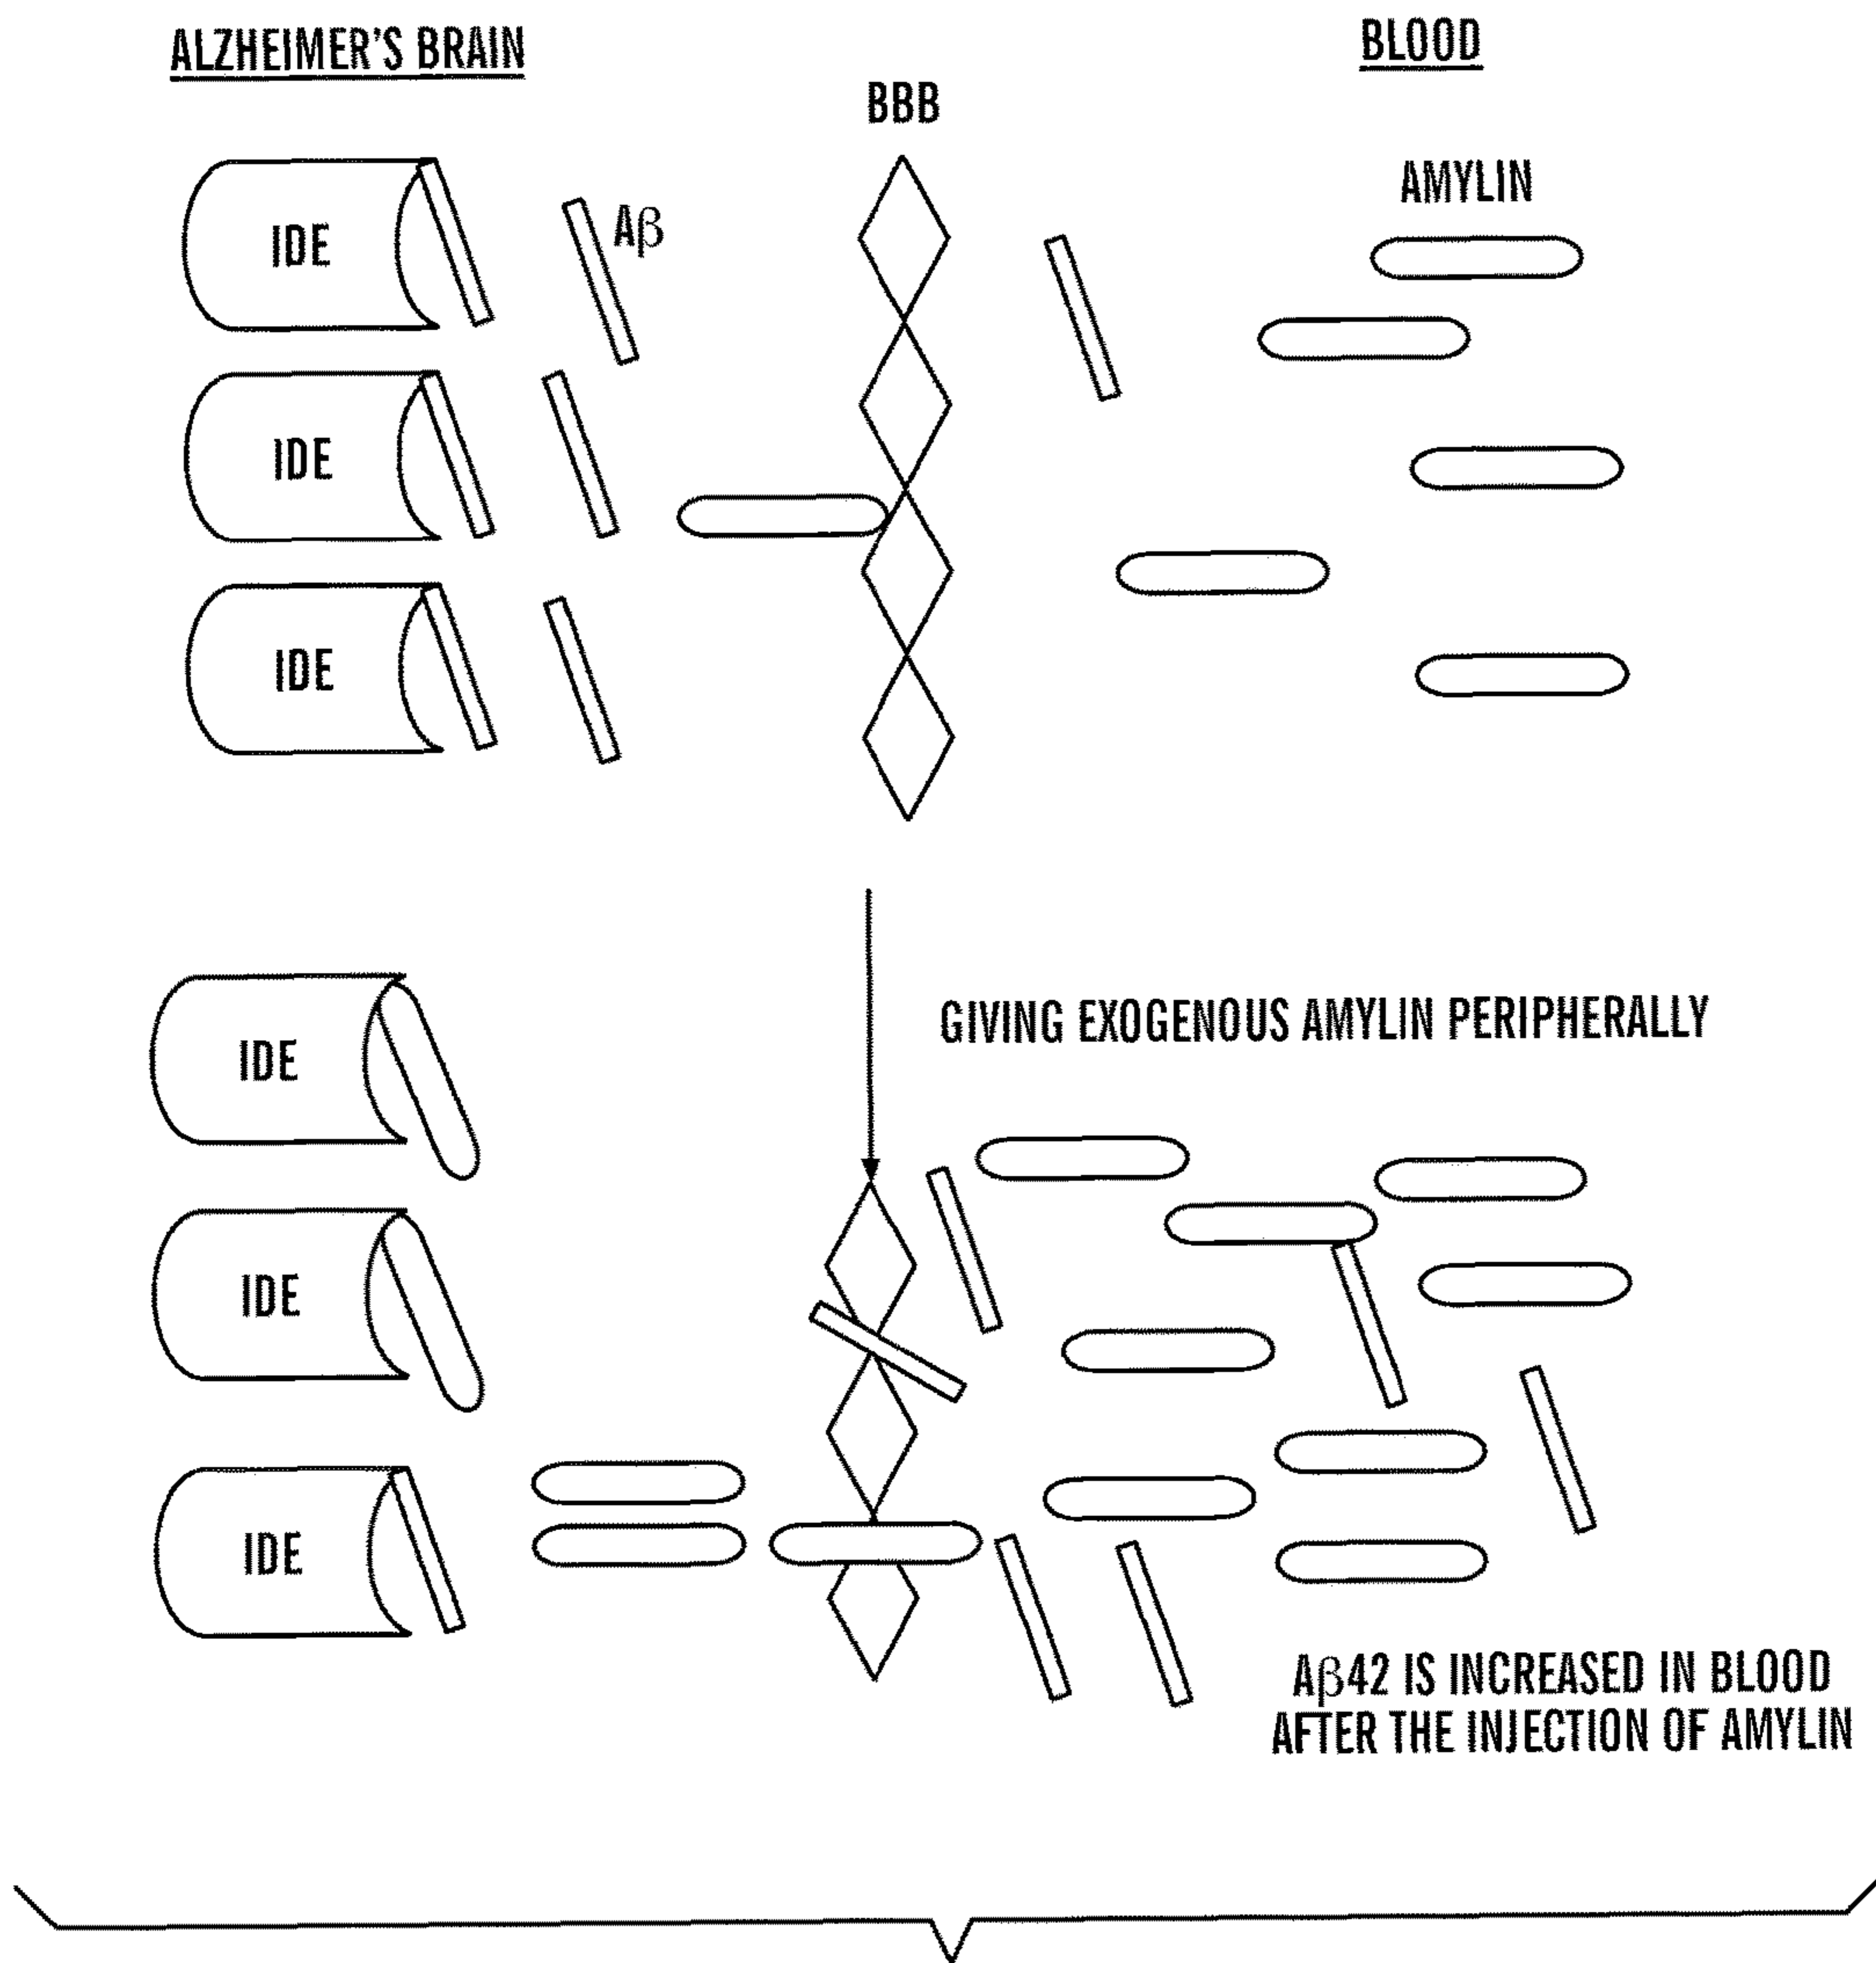 ALZHEIMER'S BRAIN
BLOOD
BBB
AMYLIN
IDE
Aβ
IDE
IDE
GIVING EXOGENOUS AMYLIN PERIPHERALLY
IDE
IDE
IDE
Aβ42 IS INCREASED IN BLOOD
AFTER THE INJECTION OF AMYLIN